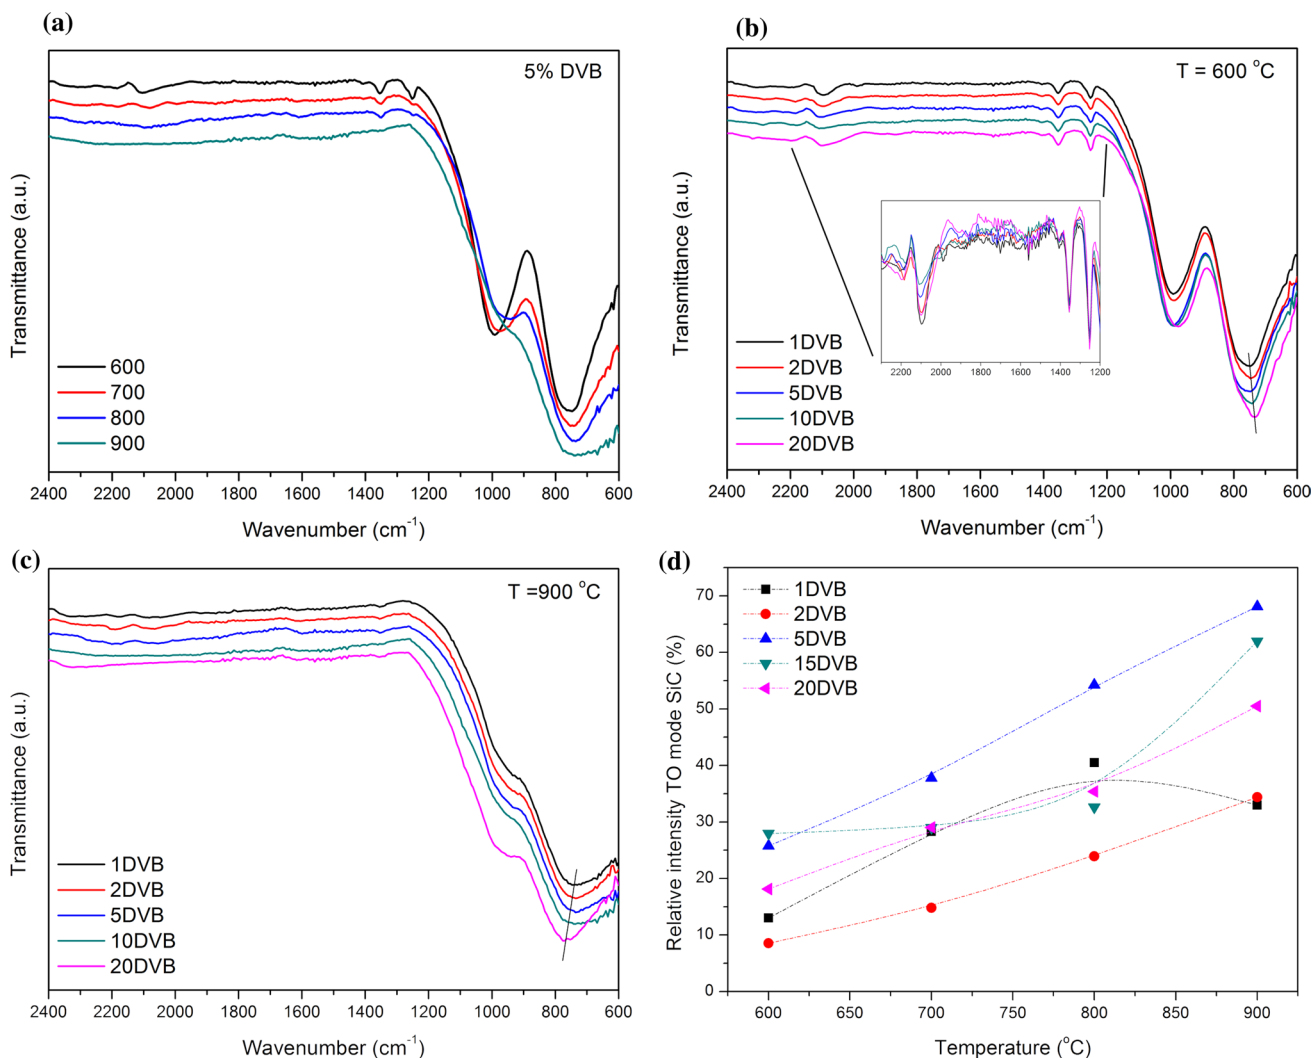 (a)
5% DVB
Transmittance (a.u.)
600
700
800
900
2400 2200 2000 1800 1600 1400 1200 1000 800 600
Wavenumber (cm⁻¹)
(b)
T = 600 °C
Transmittance (a.u.)
1DVB
2DVB
5DVB
10DVB
20DVB
2200 2000 1800 1600 1400 1200
2400 2200 2000 1800 1600 1400 1200 1000 800 600
Wavenumber (cm⁻¹)
(c)
T =900 °C
Transmittance (a.u.)
1DVB
2DVB
5DVB
10DVB
20DVB
2400 2200 2000 1800 1600 1400 1200 1000 800 600
Wavenumber (cm⁻¹)
(d)
Relative intensity TO mode SiC (%)
70
60
50
40
30
20
10
0
1DVB
2DVB
5DVB
15DVB
20DVB
600 650 700 750 800 850 900
Temperature (°C)